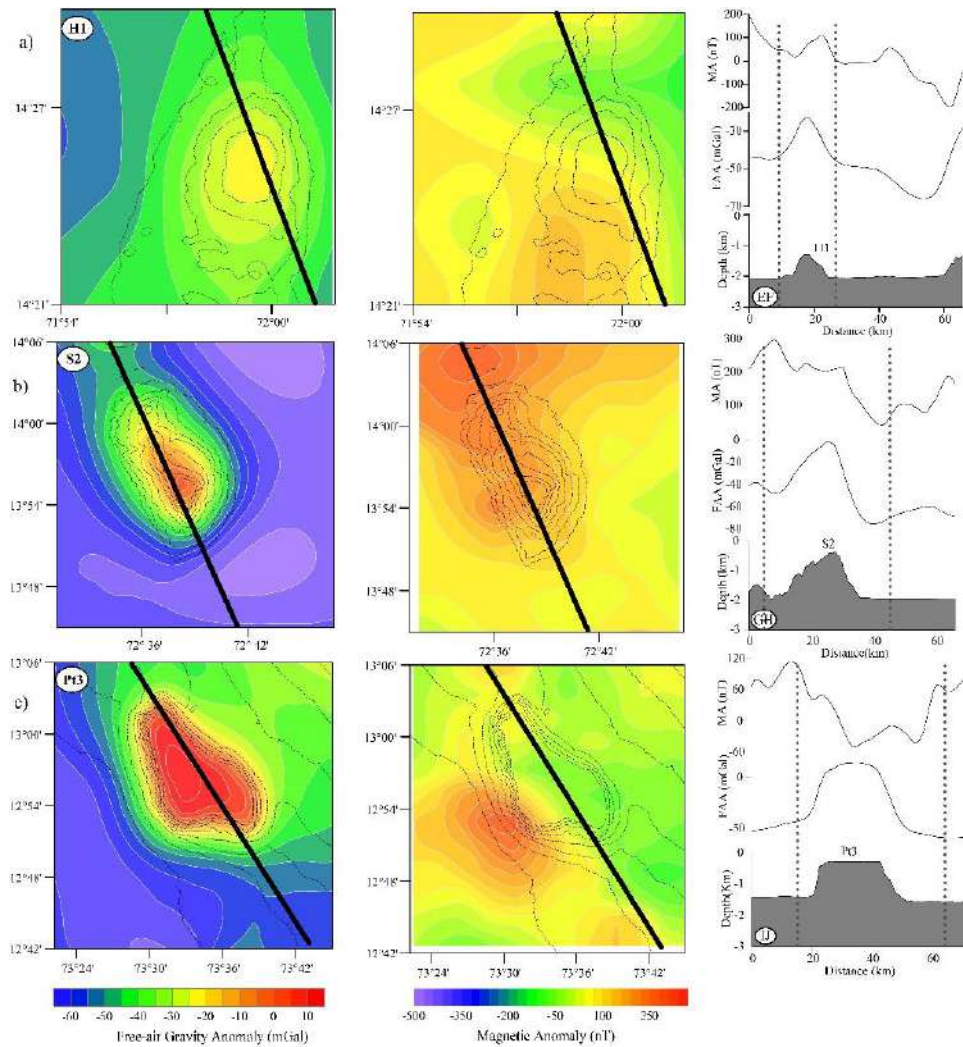 a)
H1
14°27'
14°21'
71°54'
72°00'
14°27'
14°21'
71°54'
72°00'
200
100
0
-100
-200
MA (nT)
-30
-50
-70
FAA (mGal)
0
-1
-2
-3
Depth (km)
H1
EF
0 20 40 60
Distance (km)
b)
S2
14°06'
14°00'
13°54'
13°48'
72°36'
72°12'
14°06'
14°00'
13°54'
13°48'
72°36'
72°42'
300
200
100
0
MA (nT)
-20
-40
-60
-80
FAA (mGal)
0
-1
-2
-3
Depth (km)
S2
GH
0 20 40 60
Distance(km)
c)
Pt3
13°06'
13°00'
12°54'
12°48'
12°42'
73°24'
73°30'
73°36'
73°42'
13°06'
13°00'
12°54'
12°48'
12°42'
73°24'
73°30'
73°36'
73°42'
120
60
0
-60
MA (nT)
0
-50
FAA (mGal)
0
-1
-2
-3
Depth(Km)
Pt3
IJ
0 20 40 60
Distance (km)
-60 -50 -40 -30 -20 -10 0 10
Free-air Gravity Anomaly (mGal)
-500 -350 -200 -50 100 250
Magnetic Anomaly (nT)